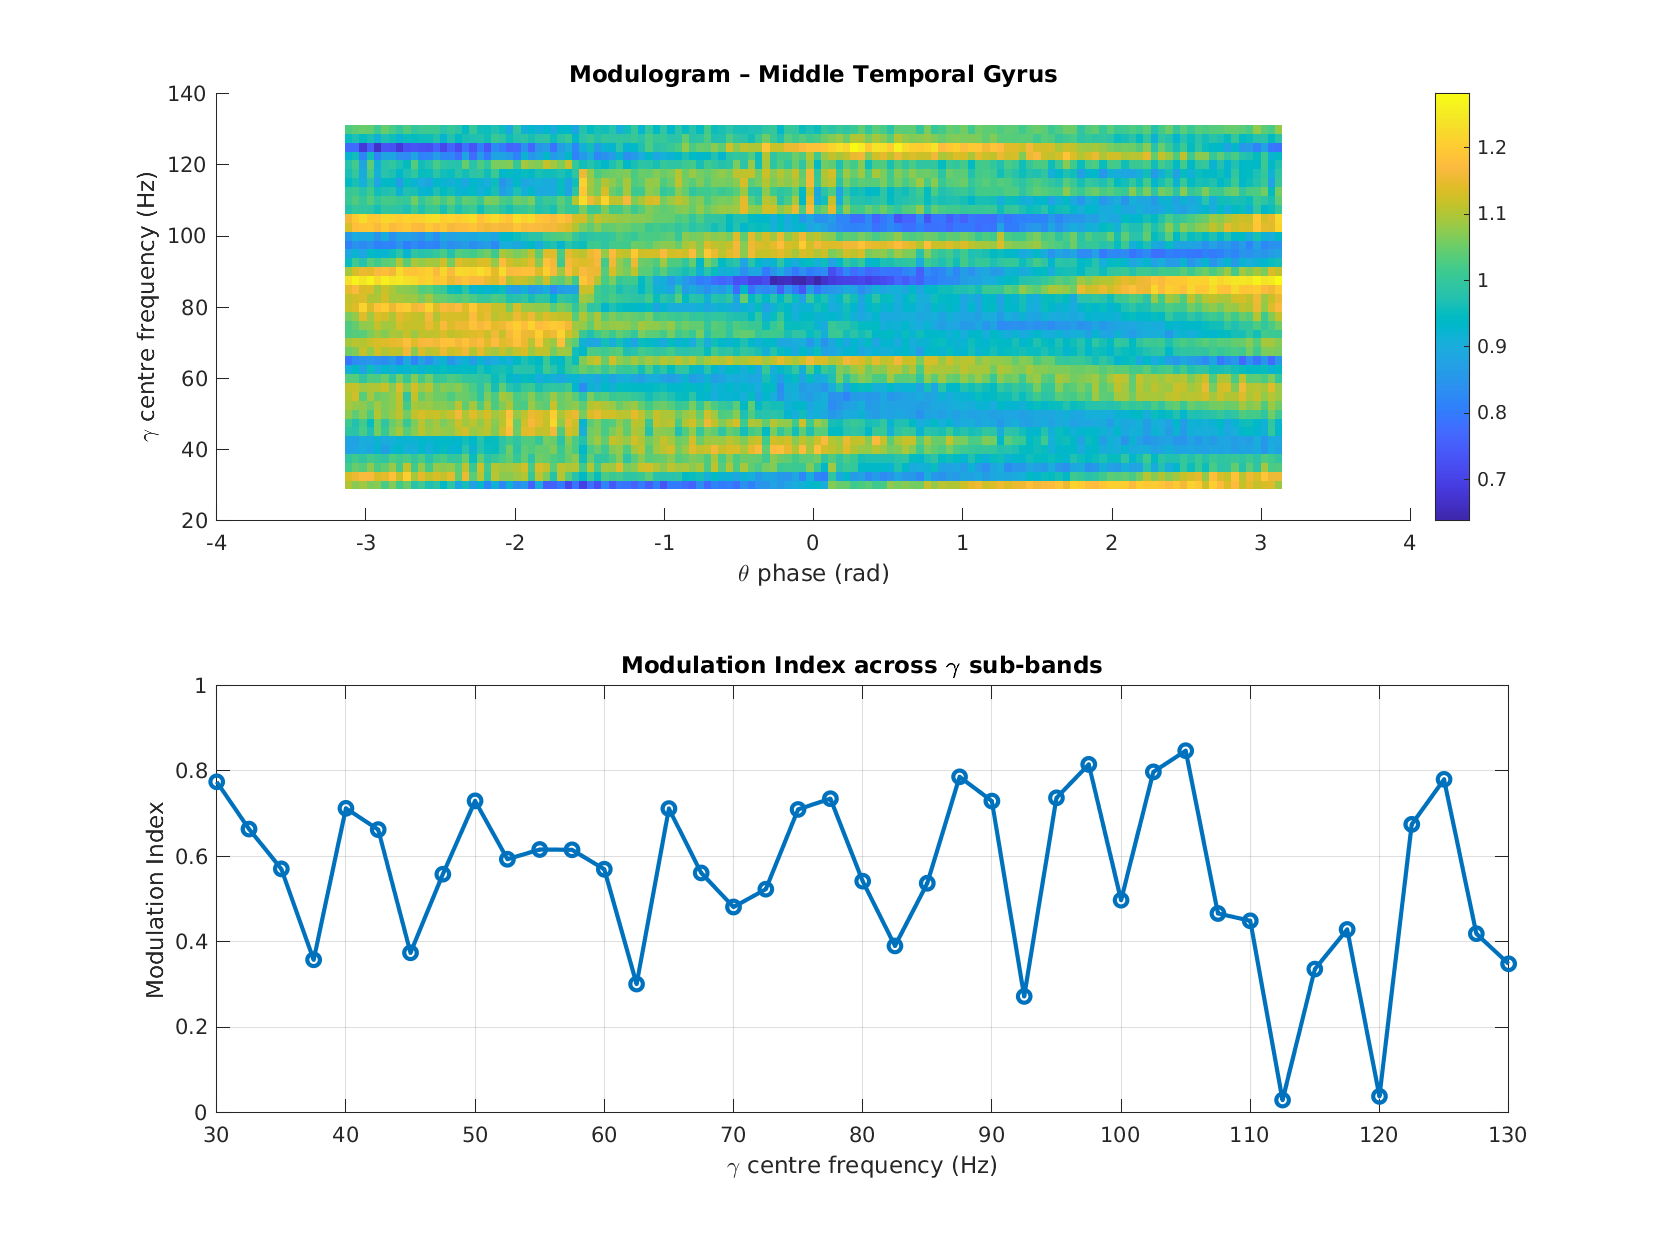 Modulogram – Middle Temporal Gyrus
140
120
100
80
60
40
20
γ centre frequency (Hz)
-4 -3 -2 -1 0 1 2 3 4
θ phase (rad)
1.2
1.1
1
0.9
0.8
0.7
Modulation Index across γ sub-bands
1
0.8
0.6
0.4
0.2
0
Modulation Index
30 40 50 60 70 80 90 100 110 120 130
γ centre frequency (Hz)